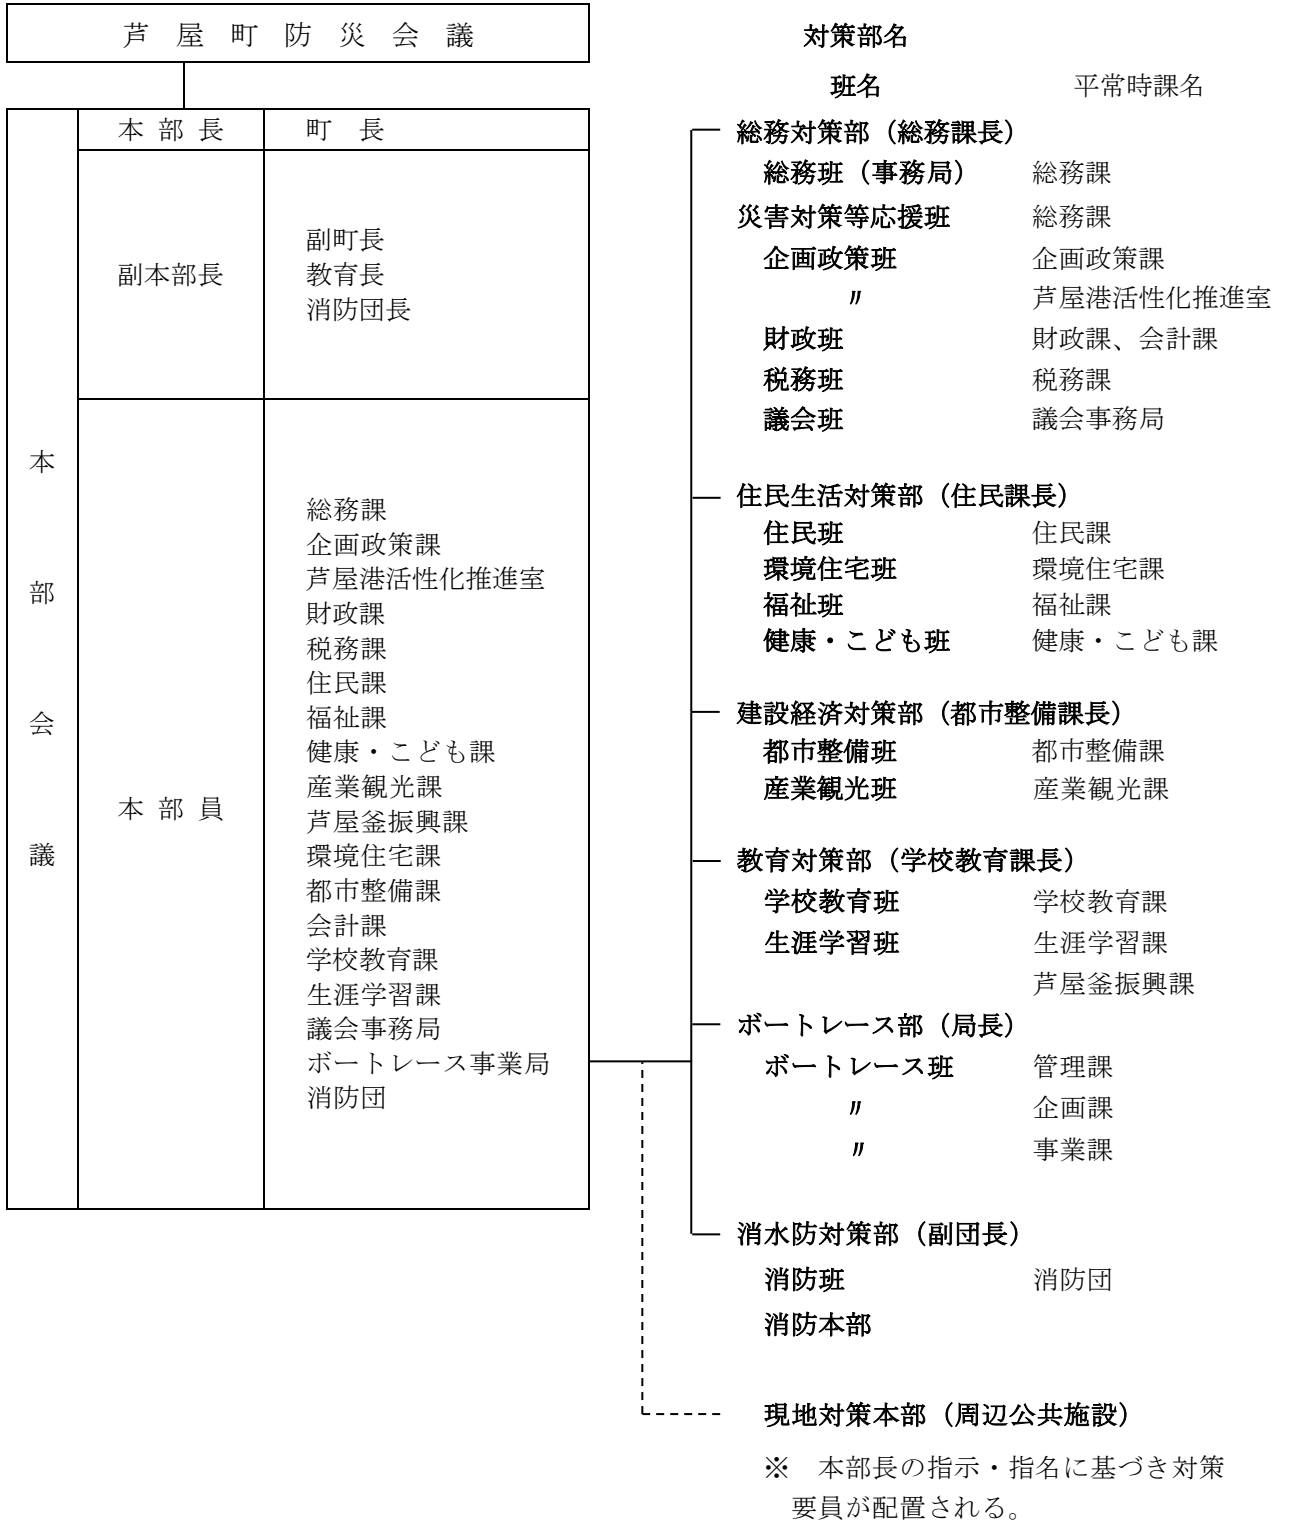 芦屋町防災会議
本部会議
本部長 町長
副本部長
副町長
教育長
消防団長
本部員
総務課
企画政策課
芦屋港活性化推進室
財政課
税務課
住民課
福祉課
健康・こども課
産業観光課
芦屋釜振興課
環境住宅課
都市整備課
会計課
学校教育課
生涯学習課
議会事務局
ボートレース事業局
消防団
対策部名
班名 平常時課名
総務対策部（総務課長）
総務班（事務局） 総務課
災害対策等応援班 総務課
企画政策班 企画政策課
〃 芦屋港活性化推進室
財政班 財政課、会計課
税務班 税務課
議会班 議会事務局
住民生活対策部（住民課長）
住民班 住民課
環境住宅班 環境住宅課
福祉班 福祉課
健康・こども班 健康・こども課
建設経済対策部（都市整備課長）
都市整備班 都市整備課
産業観光班 産業観光課
教育対策部（学校教育課長）
学校教育班 学校教育課
生涯学習班 生涯学習課
芦屋釜振興課
ボートレース部（局長）
ボートレース班 管理課
〃 企画課
〃 事業課
消水防対策部（副団長）
消防班 消防団
消防本部
現地対策本部（周辺公共施設）
※ 本部長の指示・指名に基づき対策
要員が配置される。